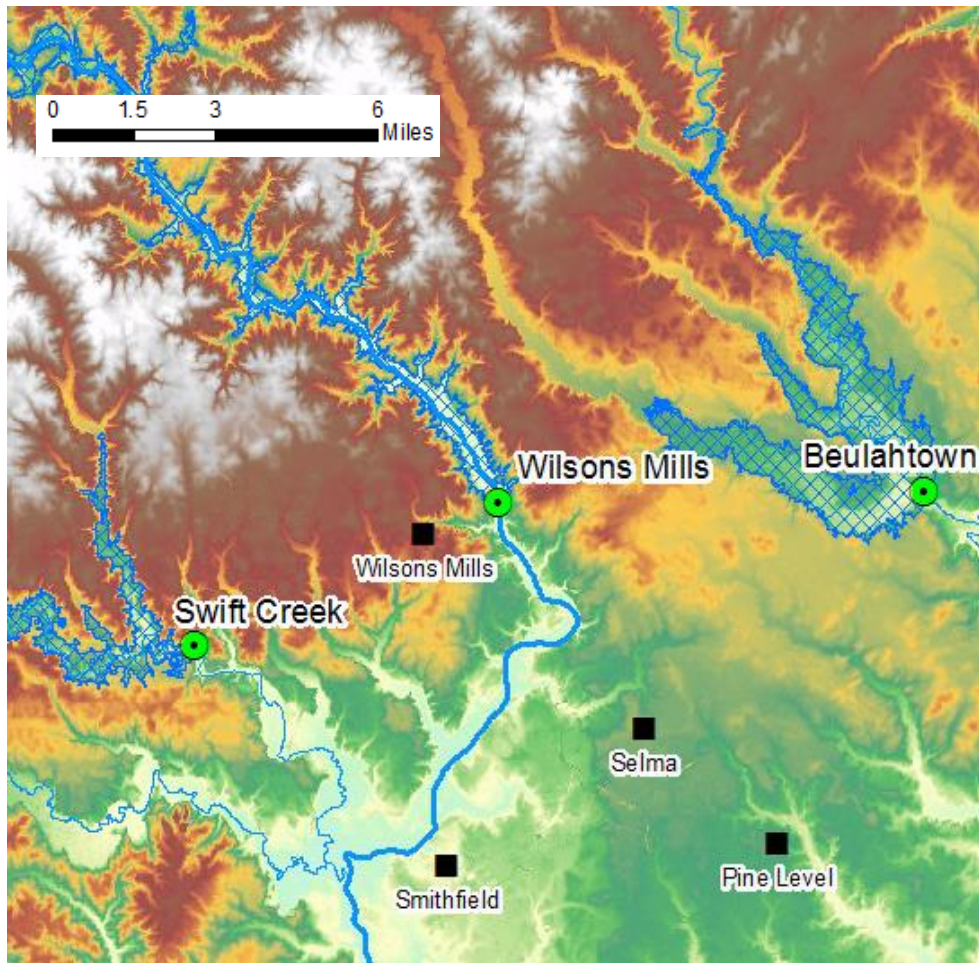 0 1.5 3 6
Miles
Wilsons Mills
Beulahtown
Wilsons Mills
Swift Creek
Selma
Pine Level
Smithfield